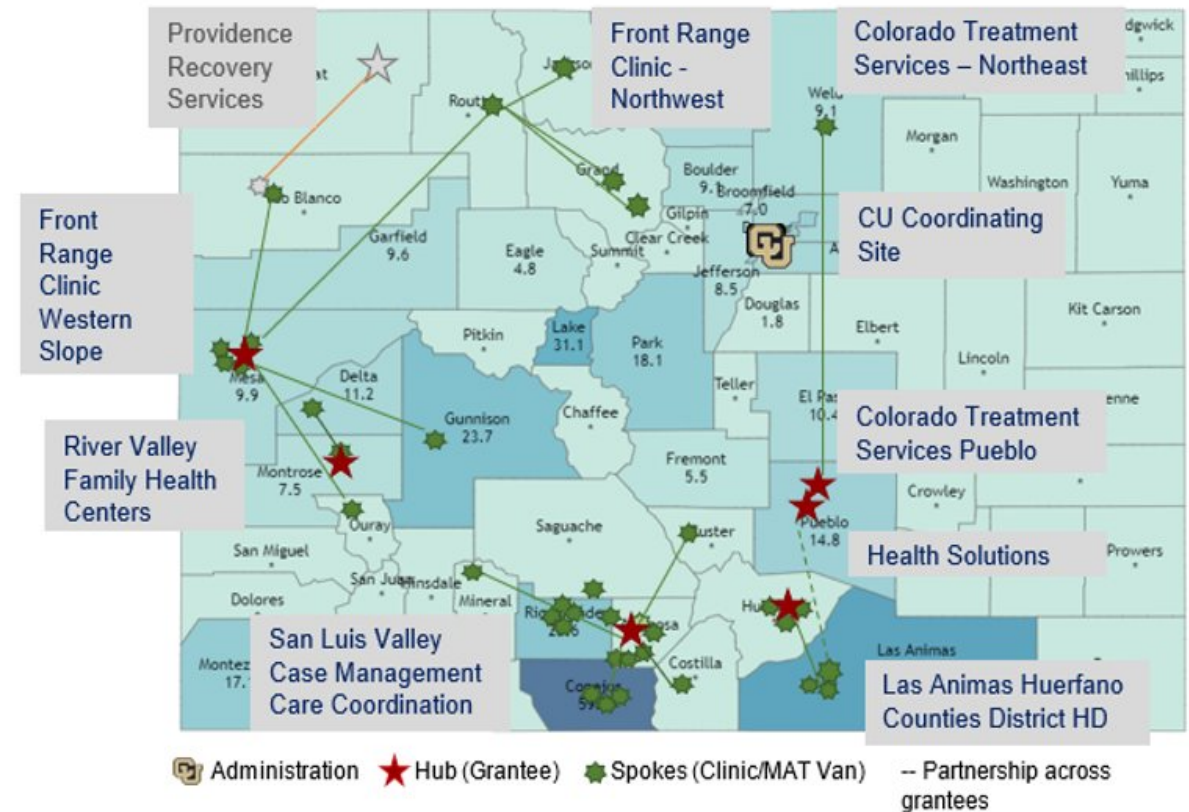 Providence
Recovery
Services
Front Range
Clinic -
Northwest
Colorado Treatment
Services – Northeast
Weld
9.1
Morgan
Washington
Yuma
Grand
Boulder
9.1
Broomfield
7.0
Gilpin
Clear Creek
Front
Range
Clinic
Western
Slope
Garfield
9.6
Eagle
4.8
Summit
Jefferson
8.5
Douglas
1.8
CU
CU Coordinating
Site
Kit Carson
Elbert
Lincoln
Pitkin
Lake
31.1
Park
18.1
Teller
Mesa
9.9
Delta
11.2
Gunnison
23.7
Chaffee
Fremont
5.5
River Valley
Family Health
Centers
Montrose
7.5
Ouray
Colorado Treatment
Services Pueblo
Crowley
Pueblo
14.8
Health Solutions
Prowers
San Miguel
Saguache
Dolores
Mineral
San Luis Valley
Case Management
Care Coordination
Costilla
Las Animas
Las Animas Huerfano
Counties District HD
Administration
Hub (Grantee)
Spokes (Clinic/MAT Van)
-- Partnership across
grantees